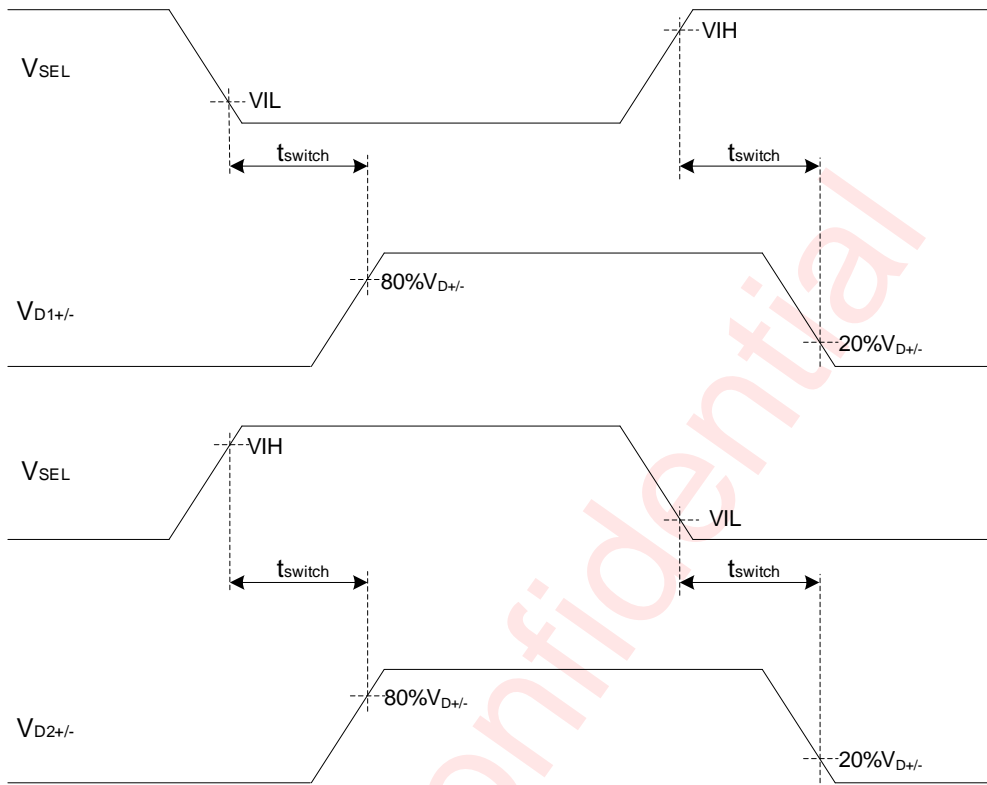 VSEL
VIH
VIL
tswitch
tswitch
80%VD+/-
VD1+/-
20%VD+/-
VSEL
VIH
VIL
tswitch
tswitch
80%VD+/-
VD2+/-
20%VD+/-
onfidential